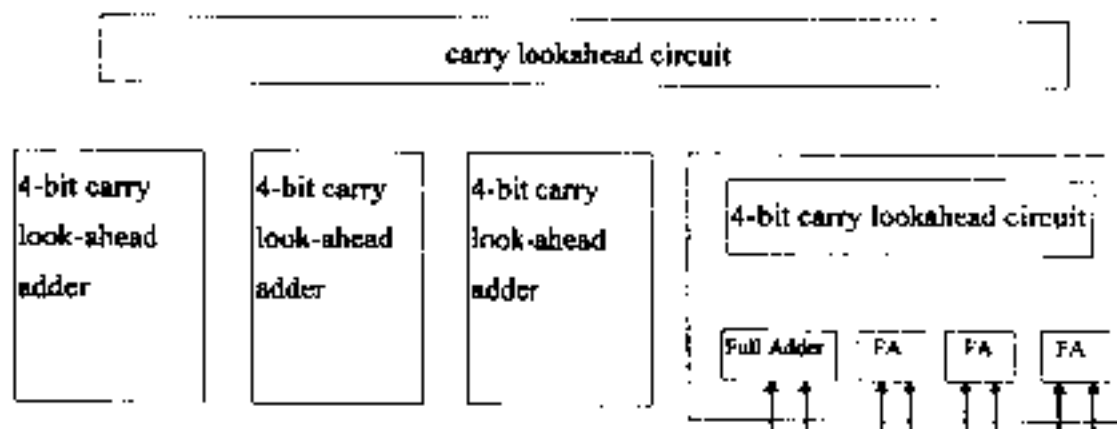 carry lookahead circuit
4-bit carry
look-ahead
adder
4-bit carry
look-ahead
adder
4-bit carry
look-ahead
adder
4-bit carry lookahead circuit
Full Adder
FA
FA
FA